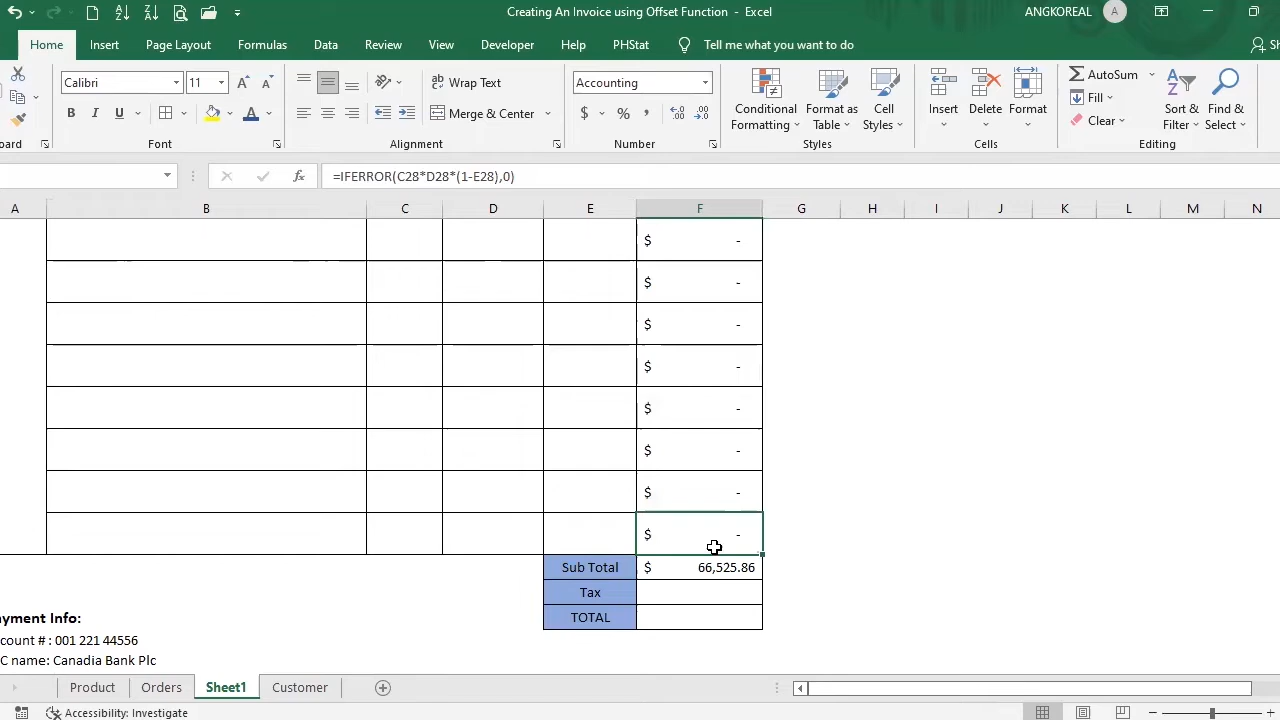 Creating An Invoice using Offset Function - Excel
ANGKOREAL A
Home Insert Page Layout Formulas Data Review View Developer Help PHStat Tell me what you want to do Sh
Calibri 11 Wrap Text Accounting AutoSum
Fill
B I U A Merge & Center $ % , Conditional Formatting Format as Table Cell Styles Insert Delete Format Clear Sort & Filter Find & Select
oard Font Alignment Number Styles Cells Editing
fx =IFERROR(C28*D28*(1-E28),0)
A B C D E F G H I J K L M N
$ -
$ -
$ -
$ -
$ -
$ -
$ -
$ -
Sub Total $ 66,525.86
Tax
TOTAL
ayment Info:
count # : 001 221 44556
C name: Canadia Bank Plc
Product Orders Sheet1 Customer
Accessibility: Investigate